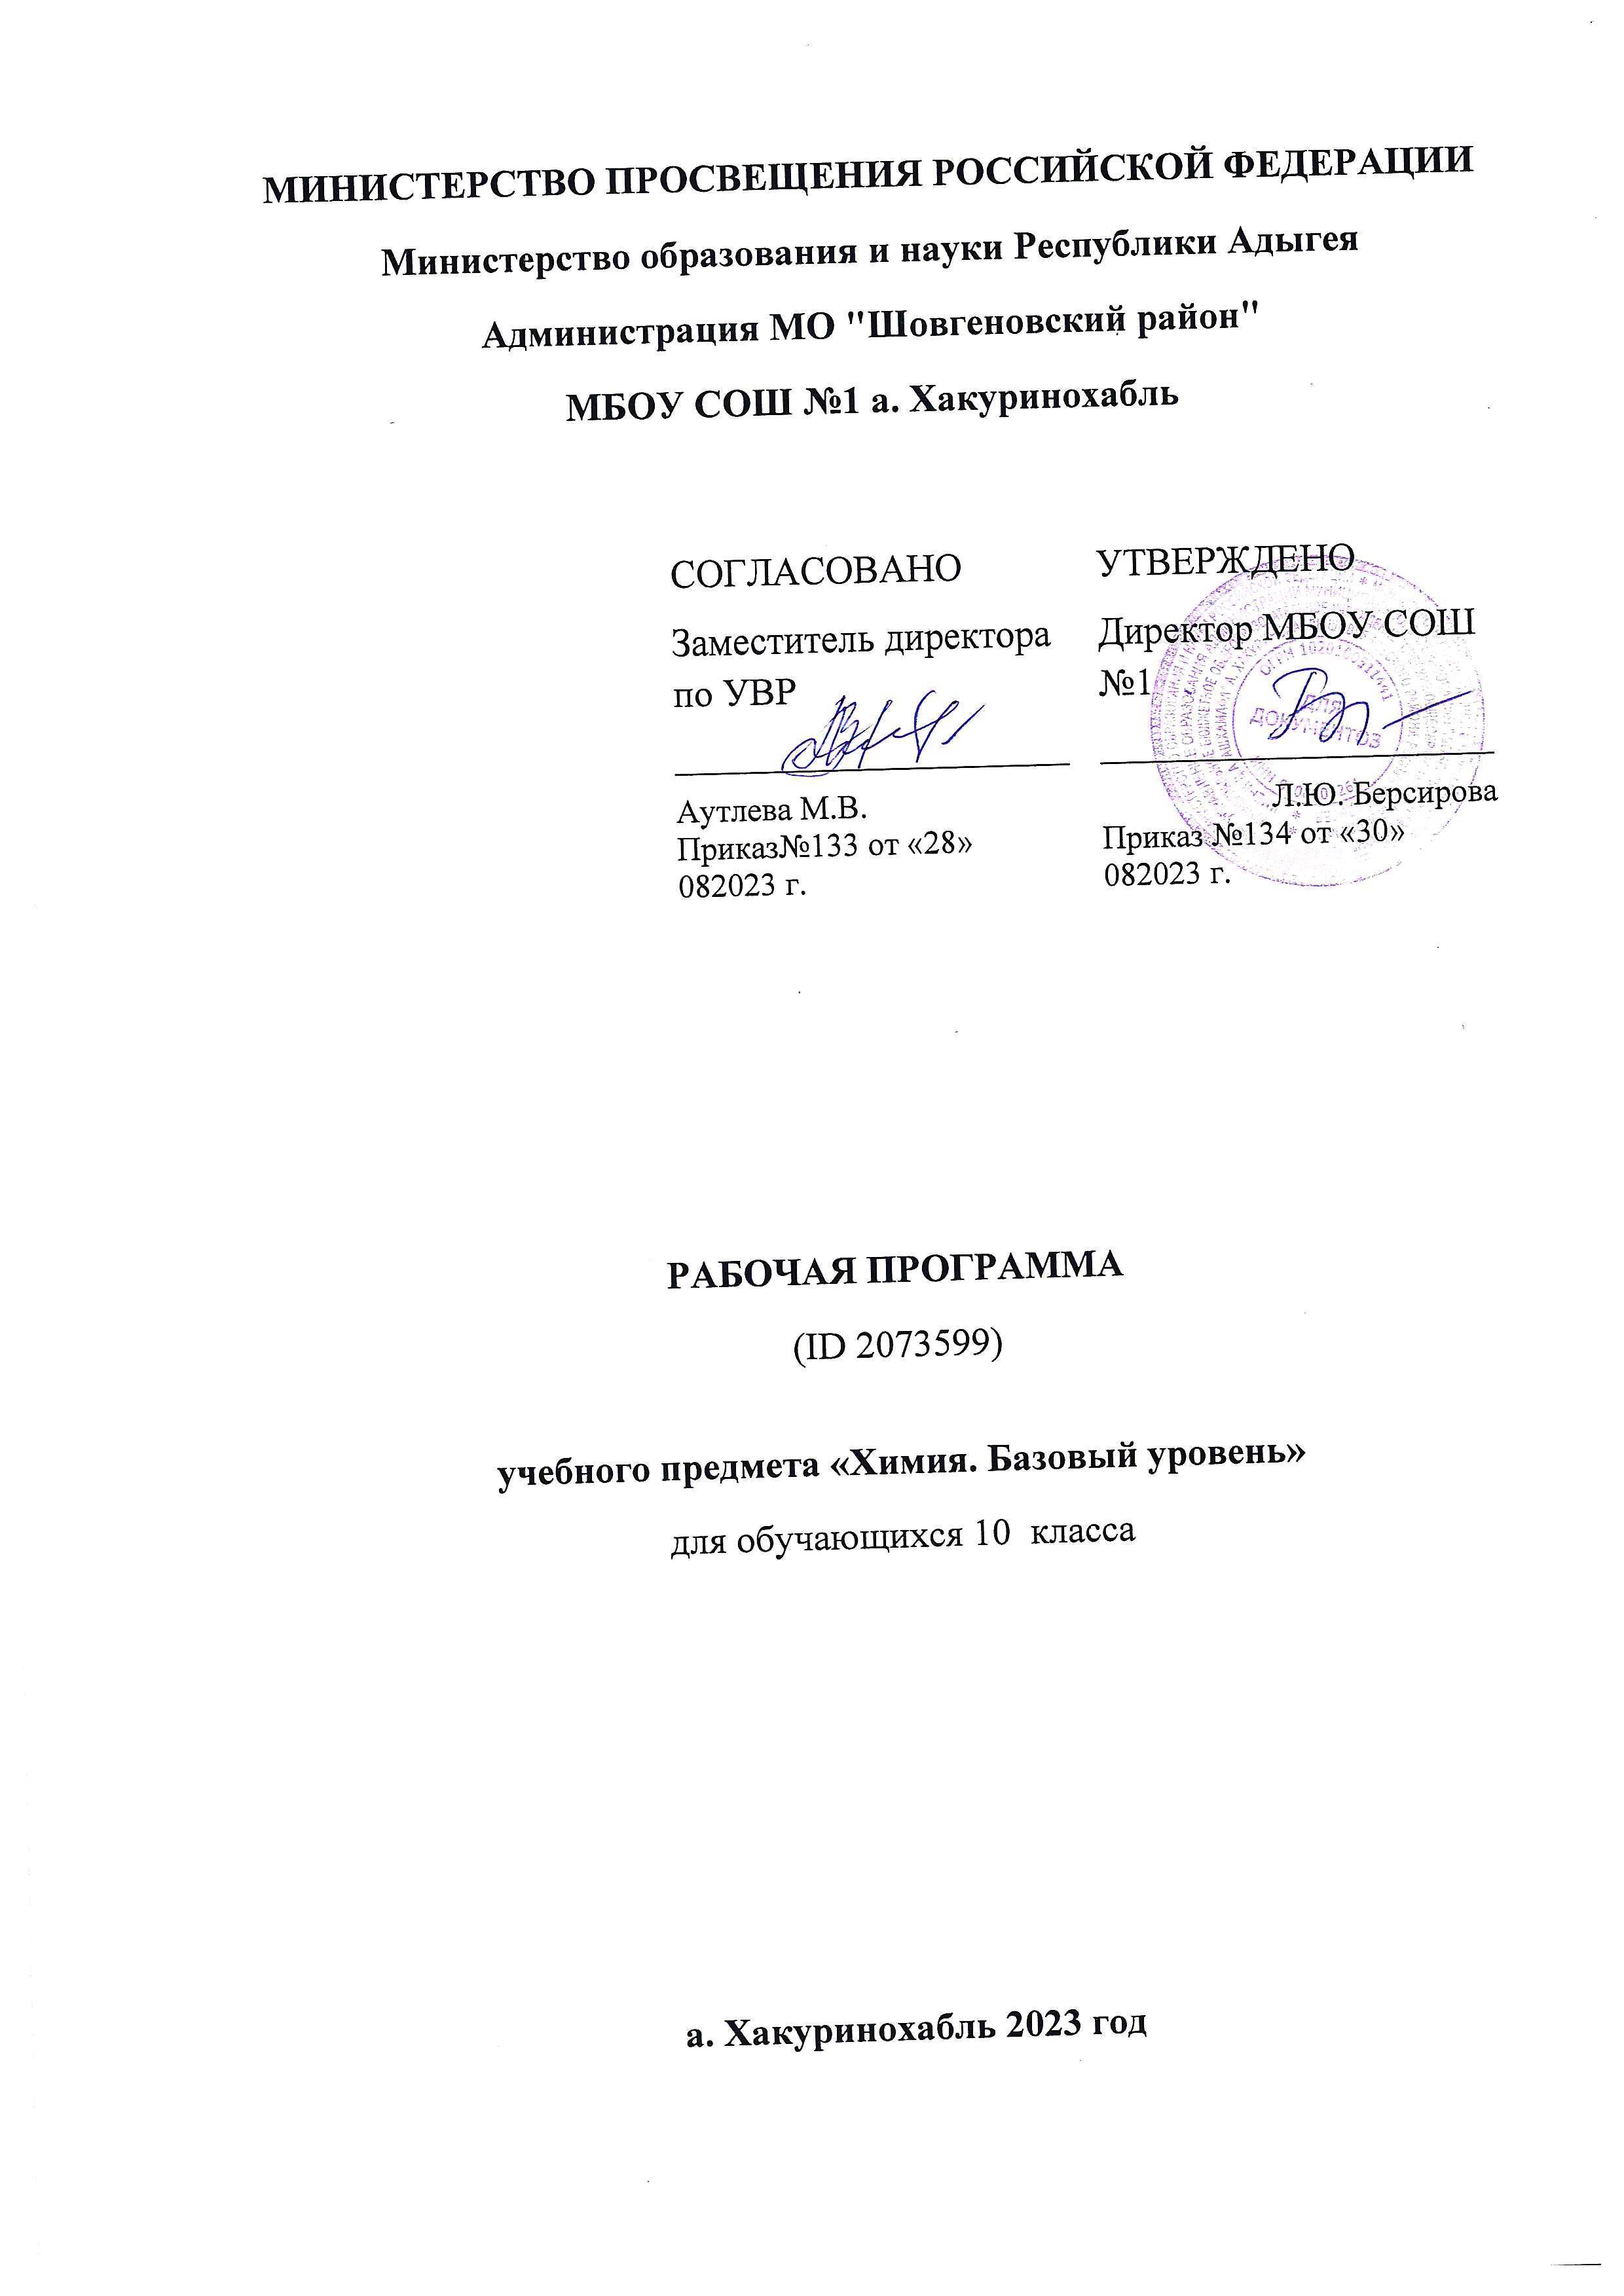 МИНИСТЕРСТВО ПРОСВЕЩЕНИЯ РОССИЙСКОЙ ФЕДЕРАЦИИ
Министерство образования и науки Республики Адыгея
Администрация МО "Шовгеновский район"
МБОУ СОШ №1 а. Хакуринохабль
СОГЛАСОВАНО
Заместитель директора
по УВР
Аутлева М.В.
Приказ№133 от «28»
082023 г.
УТВЕРЖДЕНО
Директор МБОУ СОШ
№1
ДЛЯ
ДОКУМЕНТОВ
Л.Ю. Берсирова
Приказ №134 от «30»
082023 г.
РАБОЧАЯ ПРОГРАММА
(ID 2073599)
учебного предмета «Химия. Базовый уровень»
для обучающихся 10 класса
а. Хакуринохабль 2023 год